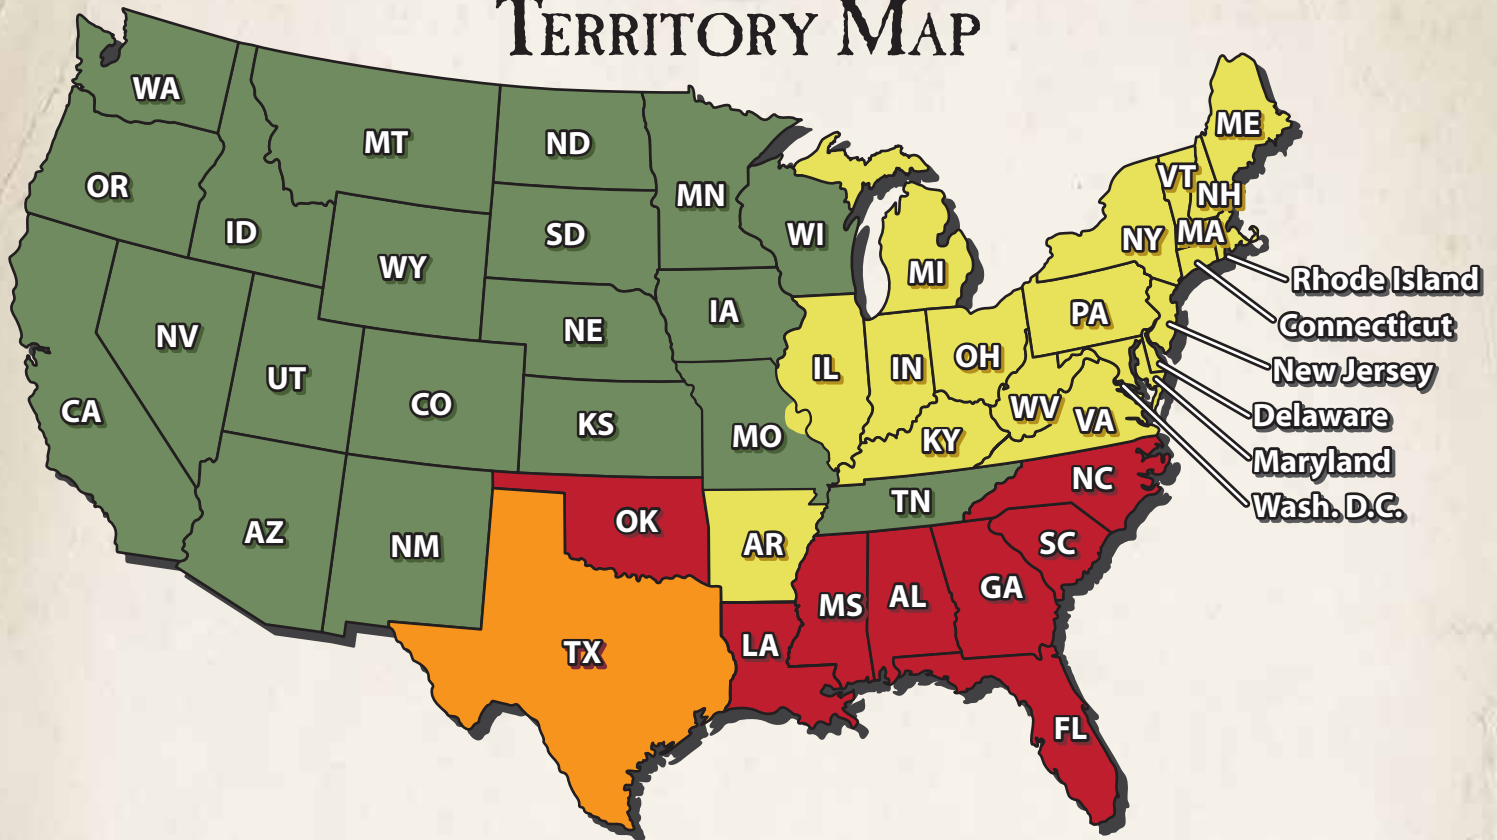 TERRITORY MAP
WA
MT
ND
MN
OR
ID
SD
WI
WY
MI
ME
VT
NH
NY
MA
Rhode Island
Connecticut
NV
NE
IA
PA
New Jersey
UT
CO
IL
IN
OH
Delaware
CA
KS
MO
KY
WV
VA
Maryland
Wash. D.C.
AZ
NM
OK
AR
TN
NC
SC
TX
LA
MS
AL
GA
FL